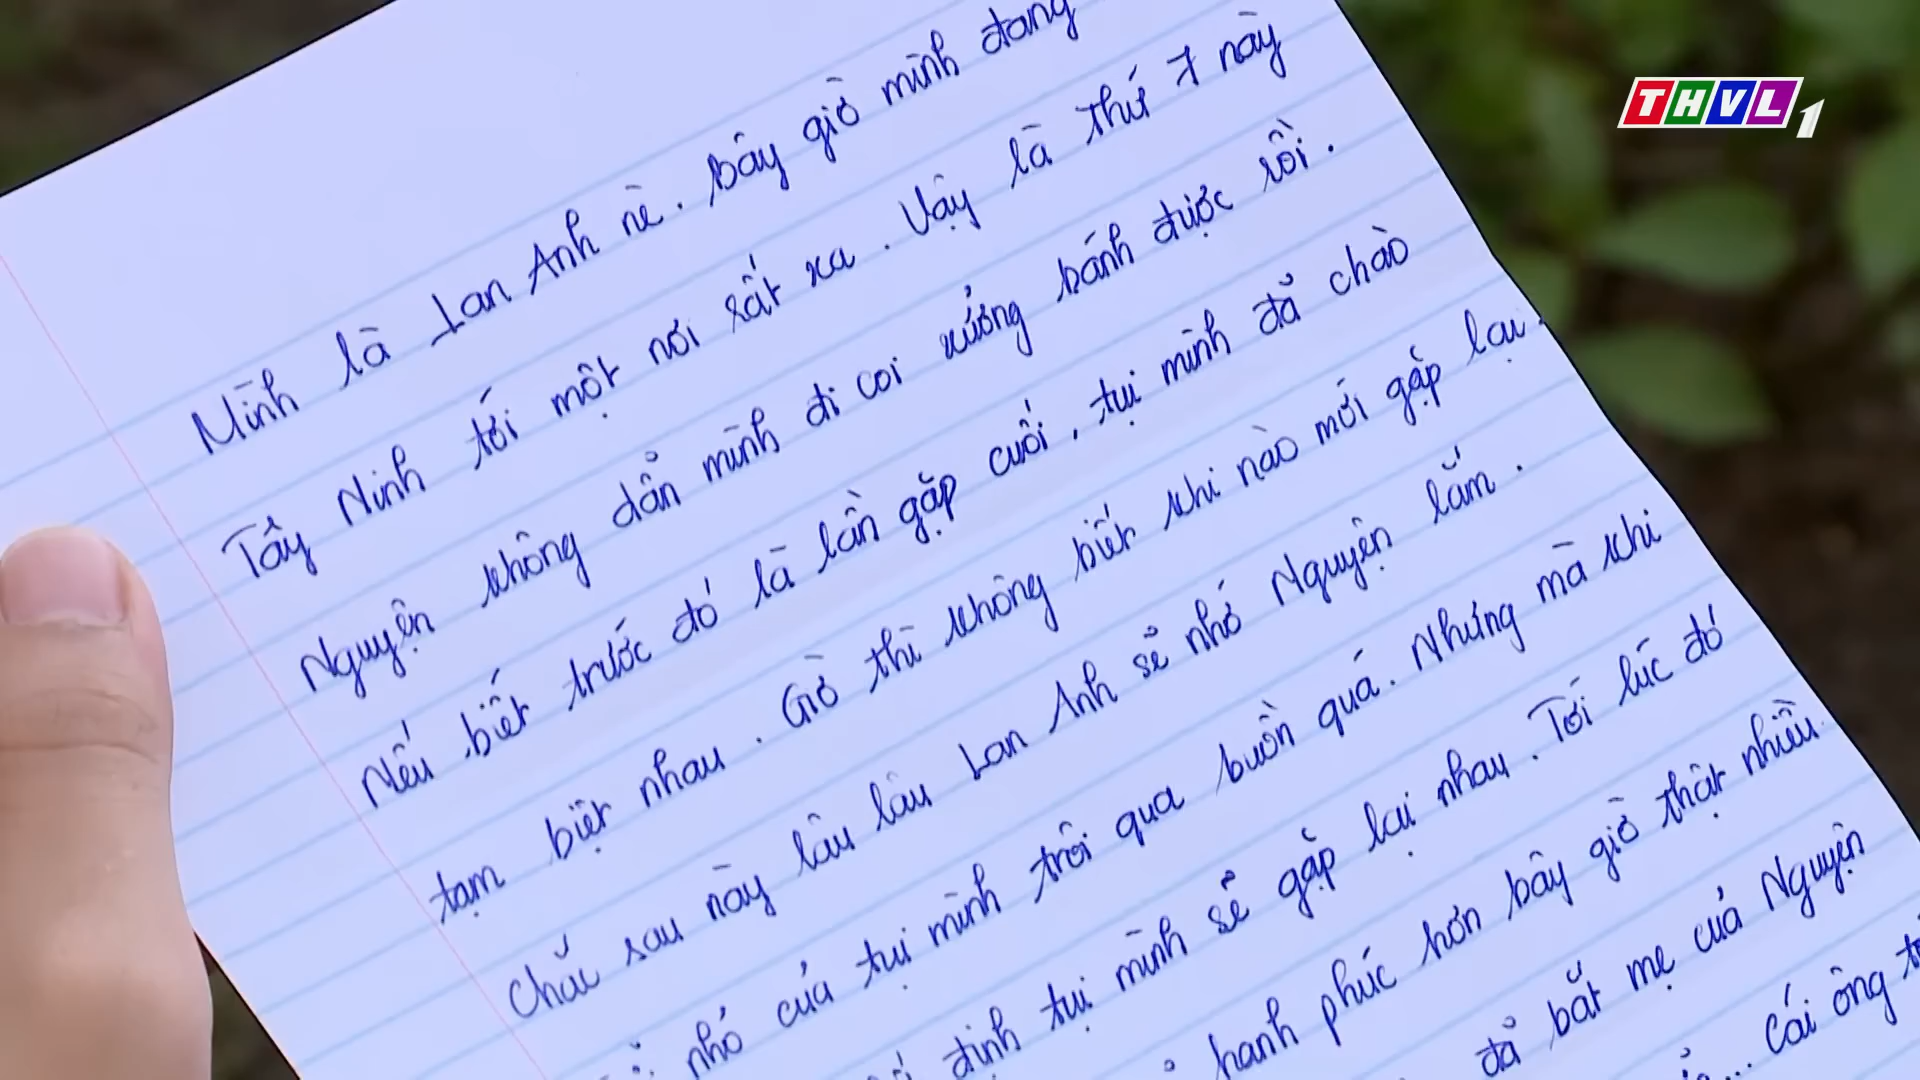 THVL1
Mình là Lan Anh nè. bây giờ mình đang
Tây Ninh tới một nơi rất xa. Vậy là thứ 7 này
Nguyện không dẫn mình đi coi xưởng bánh được rồi.
Nếu biết trước đó là lần gặp cuối, tụi mình đã chào
tạm biệt nhau. Giờ thì không biết khi nào mới gặp lại.
Chắc sau này lâu lâu Lan Anh sẽ nhớ Nguyện lắm.
nhỏ của tụi mình trôi qua buồn quá. Nhưng mà khi
định tụi mình sẽ gặp lại nhau. Tới lúc đó
hạnh phúc hơn bây giờ thật nhiều.
đã bắt mẹ của Nguyện
... Cái ông